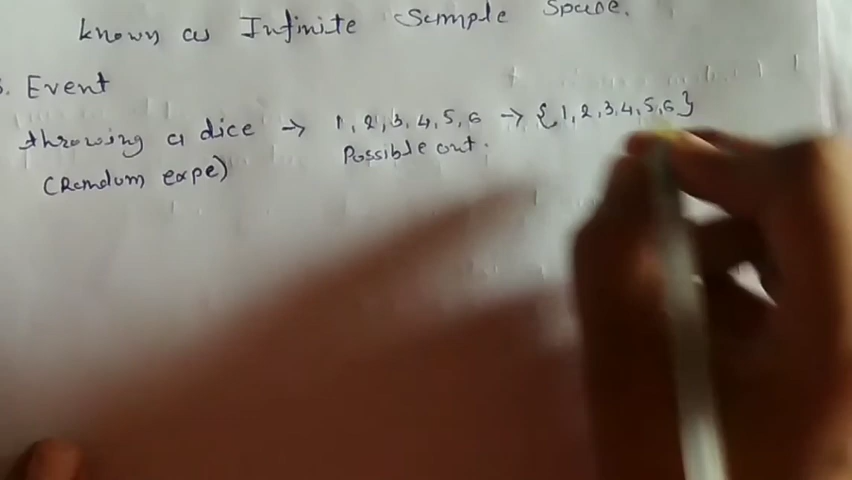 known as Infinite Sample Space.
3. Event
throwing a dice → 1, 2, 3, 4, 5, 6 → {1, 2, 3, 4, 5, 6}
(Random expe) Possible out.